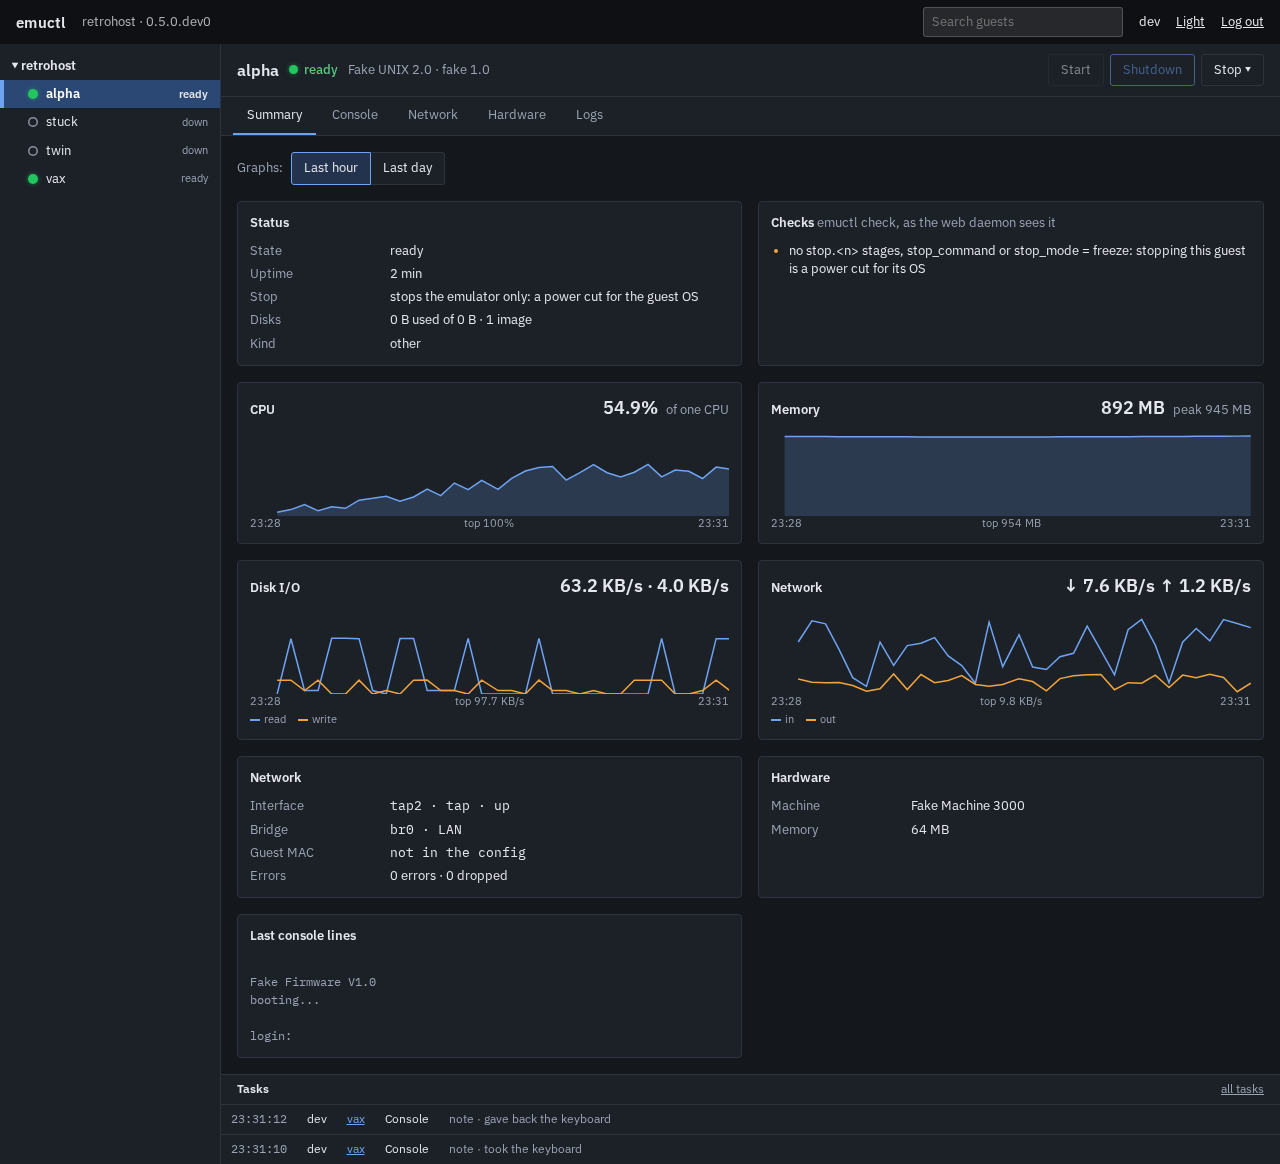 emuctl retrohost · 0.5.0.dev0 Search guests dev Light Log out
▾ retrohost
alpha ready
stuck down
twin down
vax ready
alpha ready Fake UNIX 2.0 · fake 1.0 Start Shutdown Stop ▾
Summary Console Network Hardware Logs
Graphs: Last hour Last day
Status
State ready
Uptime 2 min
Stop stops the emulator only: a power cut for the guest OS
Disks 0 B used of 0 B · 1 image
Kind other
Checks emuctl check, as the web daemon sees it
• no stop.<n> stages, stop_command or stop_mode = freeze: stopping this guest
is a power cut for its OS
CPU 54.9% of one CPU
23:28 top 100% 23:31
Memory 892 MB peak 945 MB
23:28 top 954 MB 23:31
Disk I/O 63.2 KB/s · 4.0 KB/s
23:28 top 97.7 KB/s 23:31
read write
Network ↓ 7.6 KB/s ↑ 1.2 KB/s
23:28 top 9.8 KB/s 23:31
in out
Network
Interface tap2 · tap · up
Bridge br0 · LAN
Guest MAC not in the config
Errors 0 errors · 0 dropped
Hardware
Machine Fake Machine 3000
Memory 64 MB
Last console lines
Fake Firmware V1.0
booting...
login:
Tasks all tasks
23:31:12 dev vax Console note · gave back the keyboard
23:31:10 dev vax Console note · took the keyboard